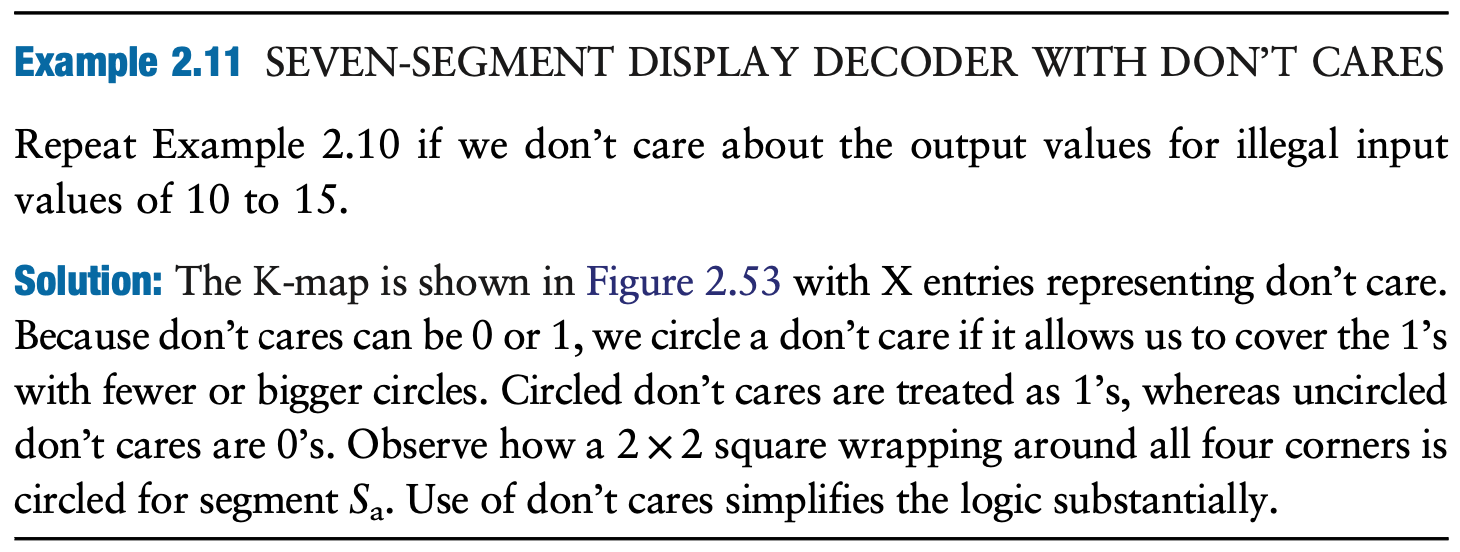 Example 2.11 SEVEN-SEGMENT DISPLAY DECODER WITH DON’T CARES
Repeat Example 2.10 if we don’t care about the output values for illegal input
values of 10 to 15.
Solution: The K-map is shown in Figure 2.53 with X entries representing don’t care.
Because don’t cares can be 0 or 1, we circle a don’t care if it allows us to cover the 1’s
with fewer or bigger circles. Circled don’t cares are treated as 1’s, whereas uncircled
don’t cares are 0’s. Observe how a 2 × 2 square wrapping around all four corners is
circled for segment Sa. Use of don’t cares simplifies the logic substantially.